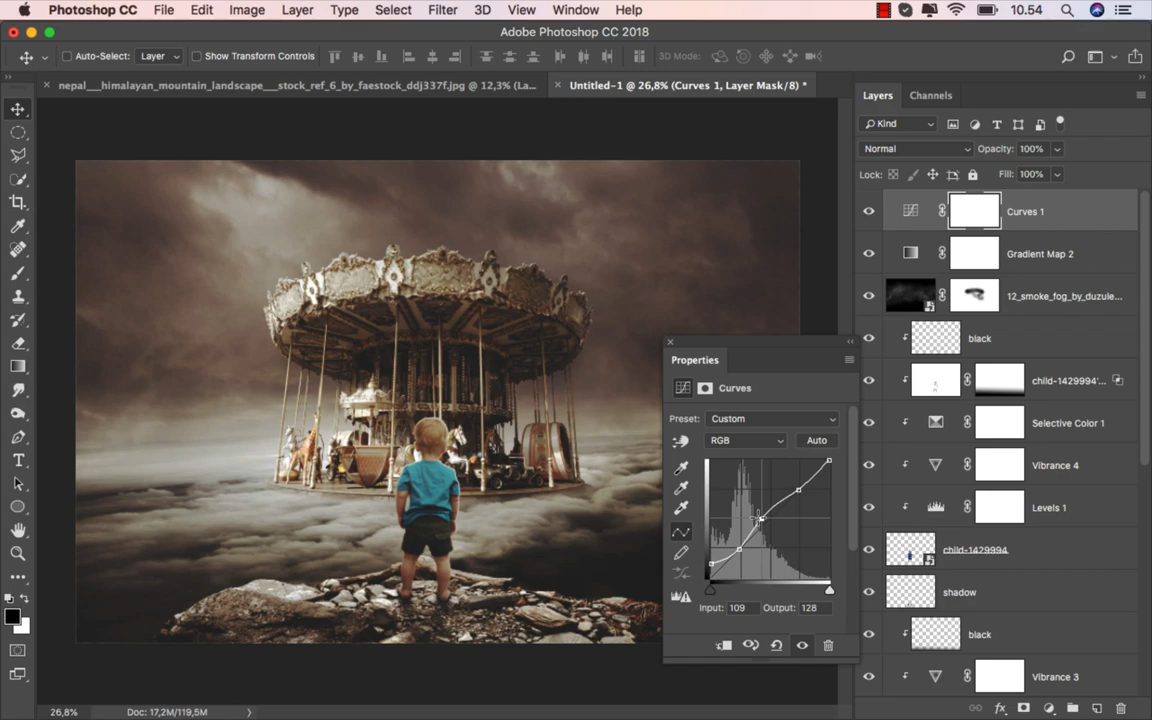 Photoshop CC File Edit Image Layer Type Select Filter 3D View Window Help 10.54
Adobe Photoshop CC 2018
Auto-Select: Layer Show Transform Controls 3D Mode:
nepal__himalayan_mountain_landscape__stock_ref_6_by_faestock_ddj337f.jpg @ 12,3% (La... Untitled-1 @ 26,8% (Curves 1, Layer Mask/8) *
Layers Channels
Kind
Normal Opacity: 100%
Lock: Fill: 100%
Curves 1
Gradient Map 2
12_smoke_fog_by_duzule...
black
child-1429994'...
Selective Color 1
Vibrance 4
Levels 1
child-1429994
shadow
black
Vibrance 3
Properties
Curves
Preset: Custom
RGB Auto
Input: 109 Output: 128
26,8% Doc: 17,2M/119,5M